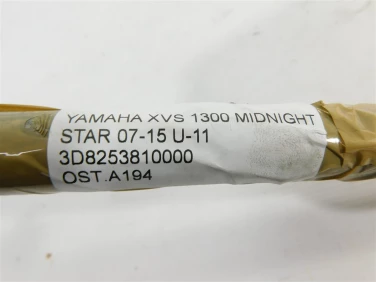 YAMAHA XVS 1300 MIDNIGHT
STAR 07-15 U-11
3D8253810000
OST.A194